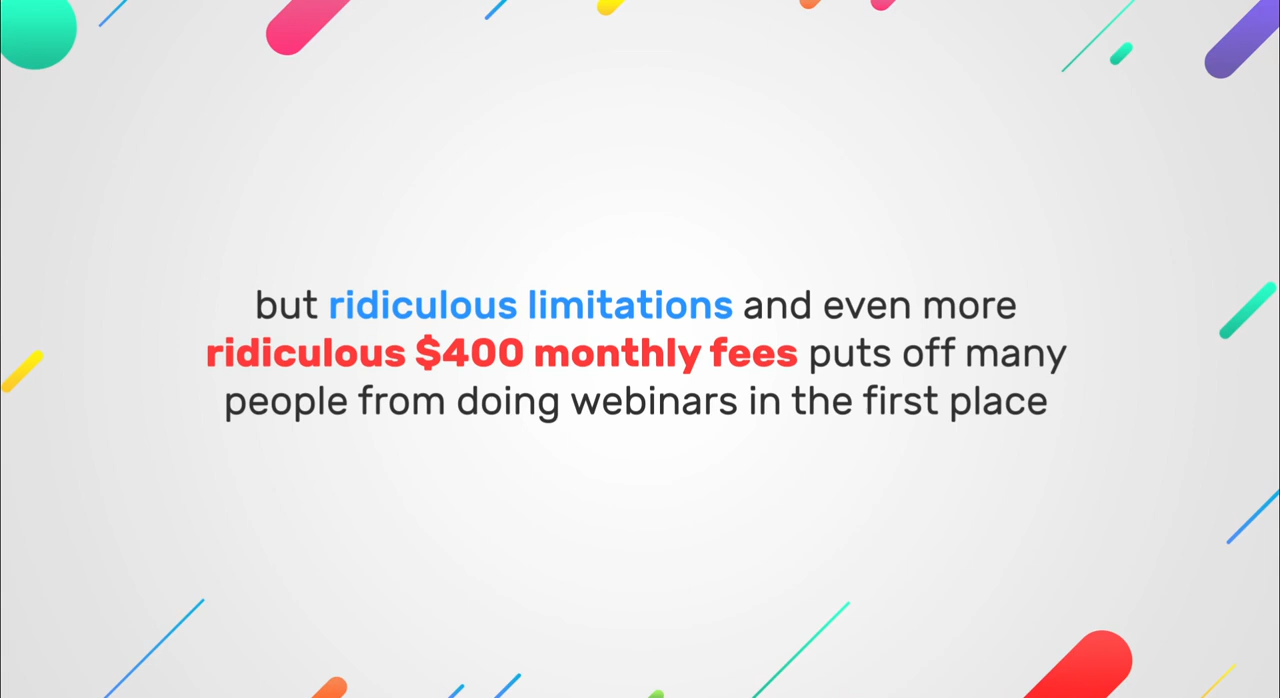 but ridiculous limitations and even more
ridiculous $400 monthly fees puts off many
people from doing webinars in the first place